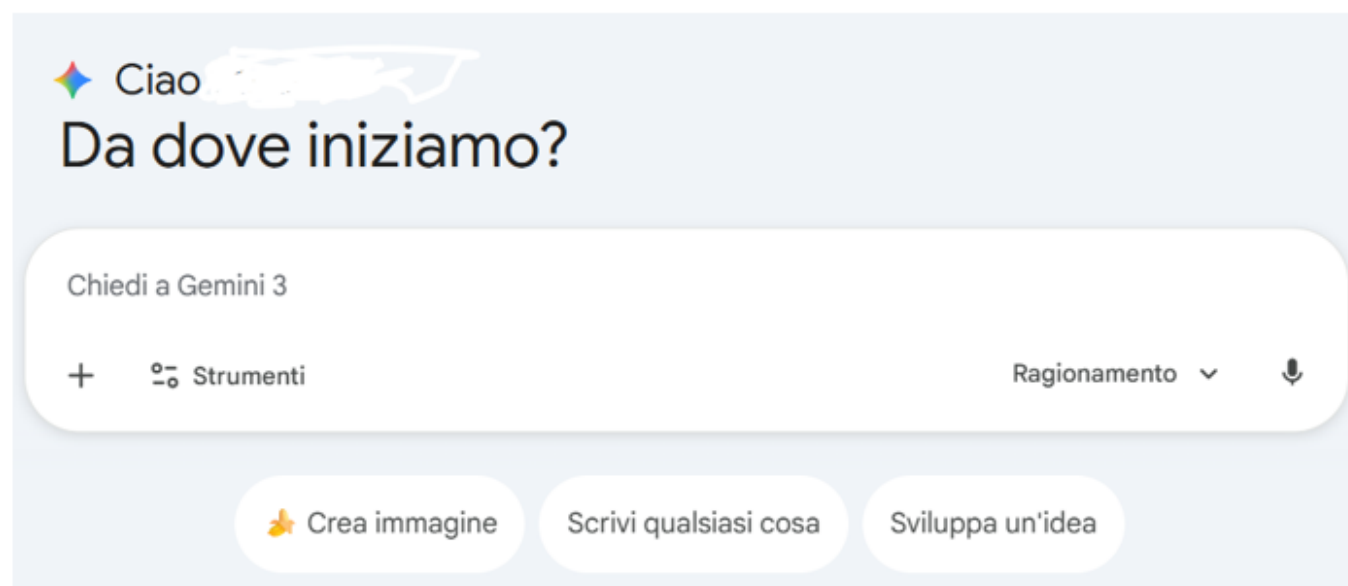 Ciao
Da dove iniziamo?
Chiedi a Gemini 3
Strumenti
Ragionamento
Crea immagine
Scrivi qualsiasi cosa
Sviluppa un'idea